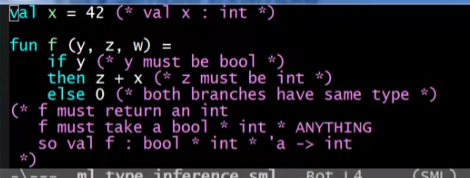 val x = 42 (* val x : int *)
fun f (y, z, w) =
if y (* y must be bool *)
then z + x (* z must be int *)
else 0 (* both branches have same type *)
(* f must return an int
f must take a bool * int * ANYTHING
so val f : bool * int * 'a -> int
*)
-\--- ml_type_inference.sml Bot L4 (SML)